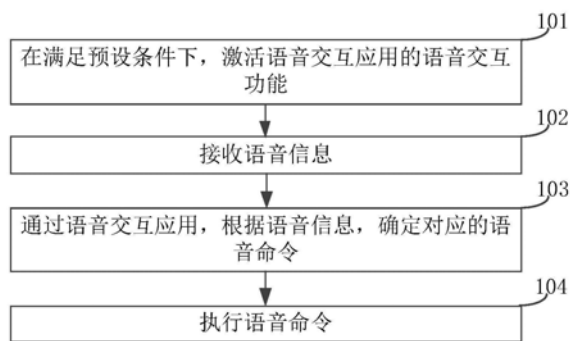 101
在满足预设条件下，激活语音交互应用的语音交互
功能
102
接收语音信息
103
通过语音交互应用，根据语音信息，确定对应的语
音命令
104
执行语音命令